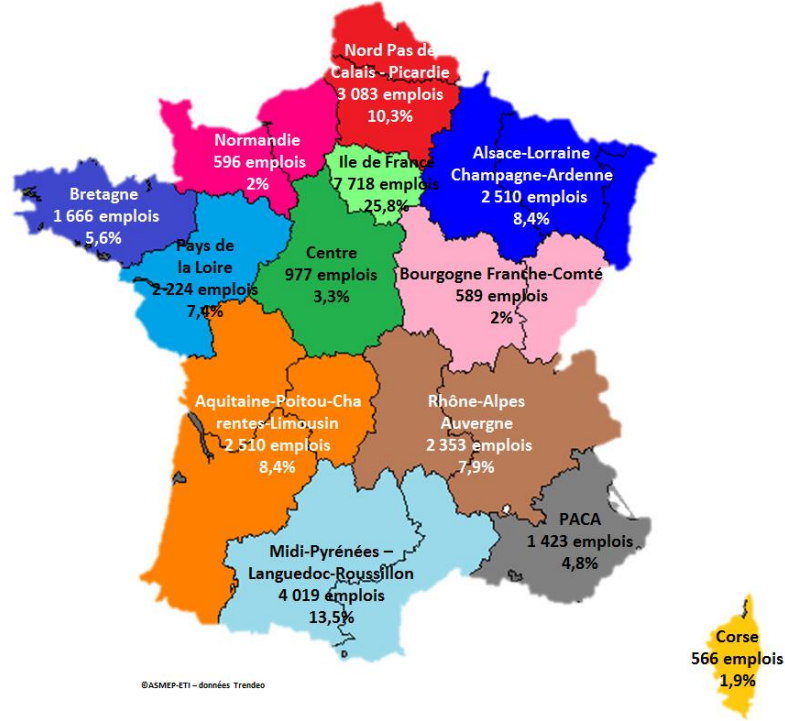 Nord Pas de
Calais - Picardie
3 083 emplois
10,3%
Normandie
596 emplois
2%
Ile de France
7 718 emplois
25,8%
Alsace-Lorraine
Champagne-Ardenne
2 510 emplois
8,4%
Bretagne
1 666 emplois
5,6%
Pays de
la Loire
2 224 emplois
7,4%
Centre
977 emplois
3,3%
Bourgogne Franche-Comté
589 emplois
2%
Aquitaine-Poitou-Cha
rentes-Limousin
2 510 emplois
8,4%
Rhône-Alpes
Auvergne
2 353 emplois
7,9%
PACA
1 423 emplois
4,8%
Midi-Pyrénées –
Languedoc-Roussillon
4 019 emplois
13,5%
Corse
566 emplois
1,9%
©ASMEP-ETI – données Trendeo